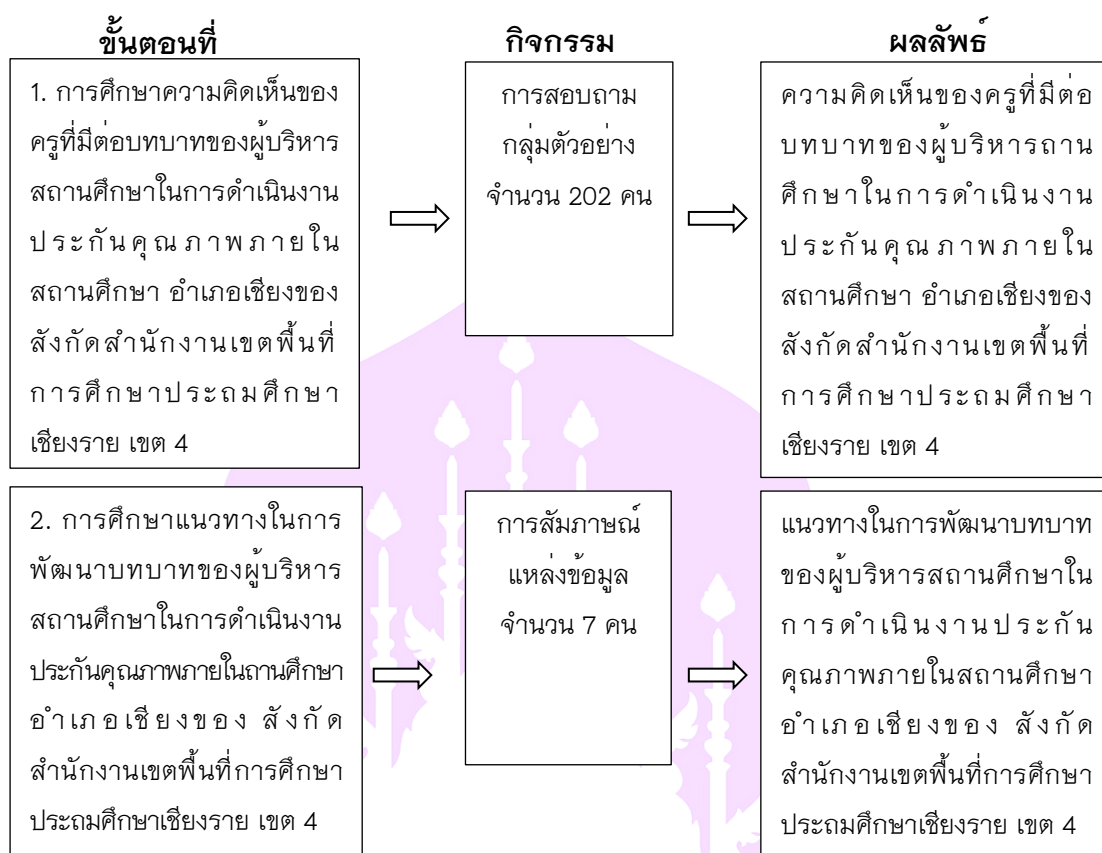 ขั้นตอนที่
กิจกรรม
ผลลัพธ์
1. การศึกษาความคิดเห็นของ
ครูที่มีต่อบทบาทของผู้บริหาร
สถานศึกษาในการดำเนินงาน
ประกันคุณภาพภายใน
สถานศึกษา อำเภอเชียงของ
สังกัดสำนักงานเขตพื้นที่
การศึกษาประถมศึกษา
เชียงราย เขต 4
การสอบถาม
กลุ่มตัวอย่าง
จำนวน 202 คน
ความคิดเห็นของครูที่มีต่อ
บทบาทของผู้บริหารถาน
ศึกษาในการดำเนินงาน
ประกันคุณภาพภายใน
สถานศึกษา อำเภอเชียงของ
สังกัดสำนักงานเขตพื้นที่
การศึกษาประถมศึกษา
เชียงราย เขต 4
2. การศึกษาแนวทางในการ
พัฒนาบทบาทของผู้บริหาร
สถานศึกษาในการดำเนินงาน
ประกันคุณภาพภายในถานศึกษา
อำเภอเชียงของ สังกัด
สำนักงานเขตพื้นที่การศึกษา
ประถมศึกษาเชียงราย เขต 4
การสัมภาษณ์
แหล่งข้อมูล
จำนวน 7 คน
แนวทางในการพัฒนาบทบาท
ของผู้บริหารสถานศึกษาใน
การดำเนินงานประกัน
คุณภาพภายในสถานศึกษา
อำเภอเชียงของ สังกัด
สำนักงานเขตพื้นที่การศึกษา
ประถมศึกษาเชียงราย เขต 4